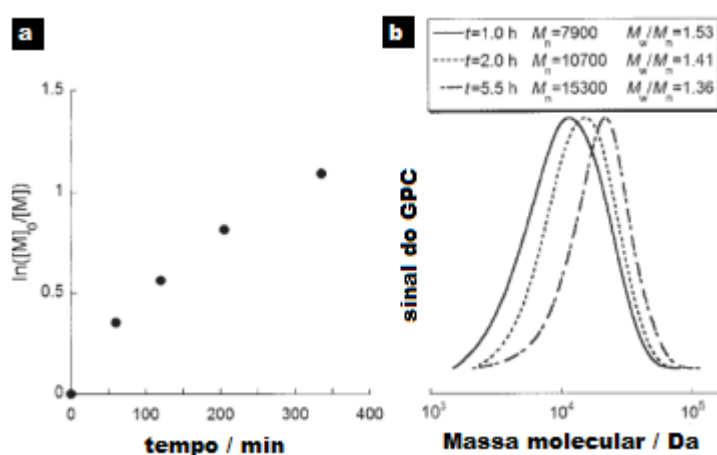 a
1.5
1
0.5
0
ln([M]₀/[M])
0 100 200 300 400
tempo / min
b
t=1.0 h Mn=7900 Mw/Mn=1.53
t=2.0 h Mn=10700 Mw/Mn=1.41
t=5.5 h Mn=15300 Mw/Mn=1.36
sinal do GPC
10³ 10⁴ 10⁵
Massa molecular / Da